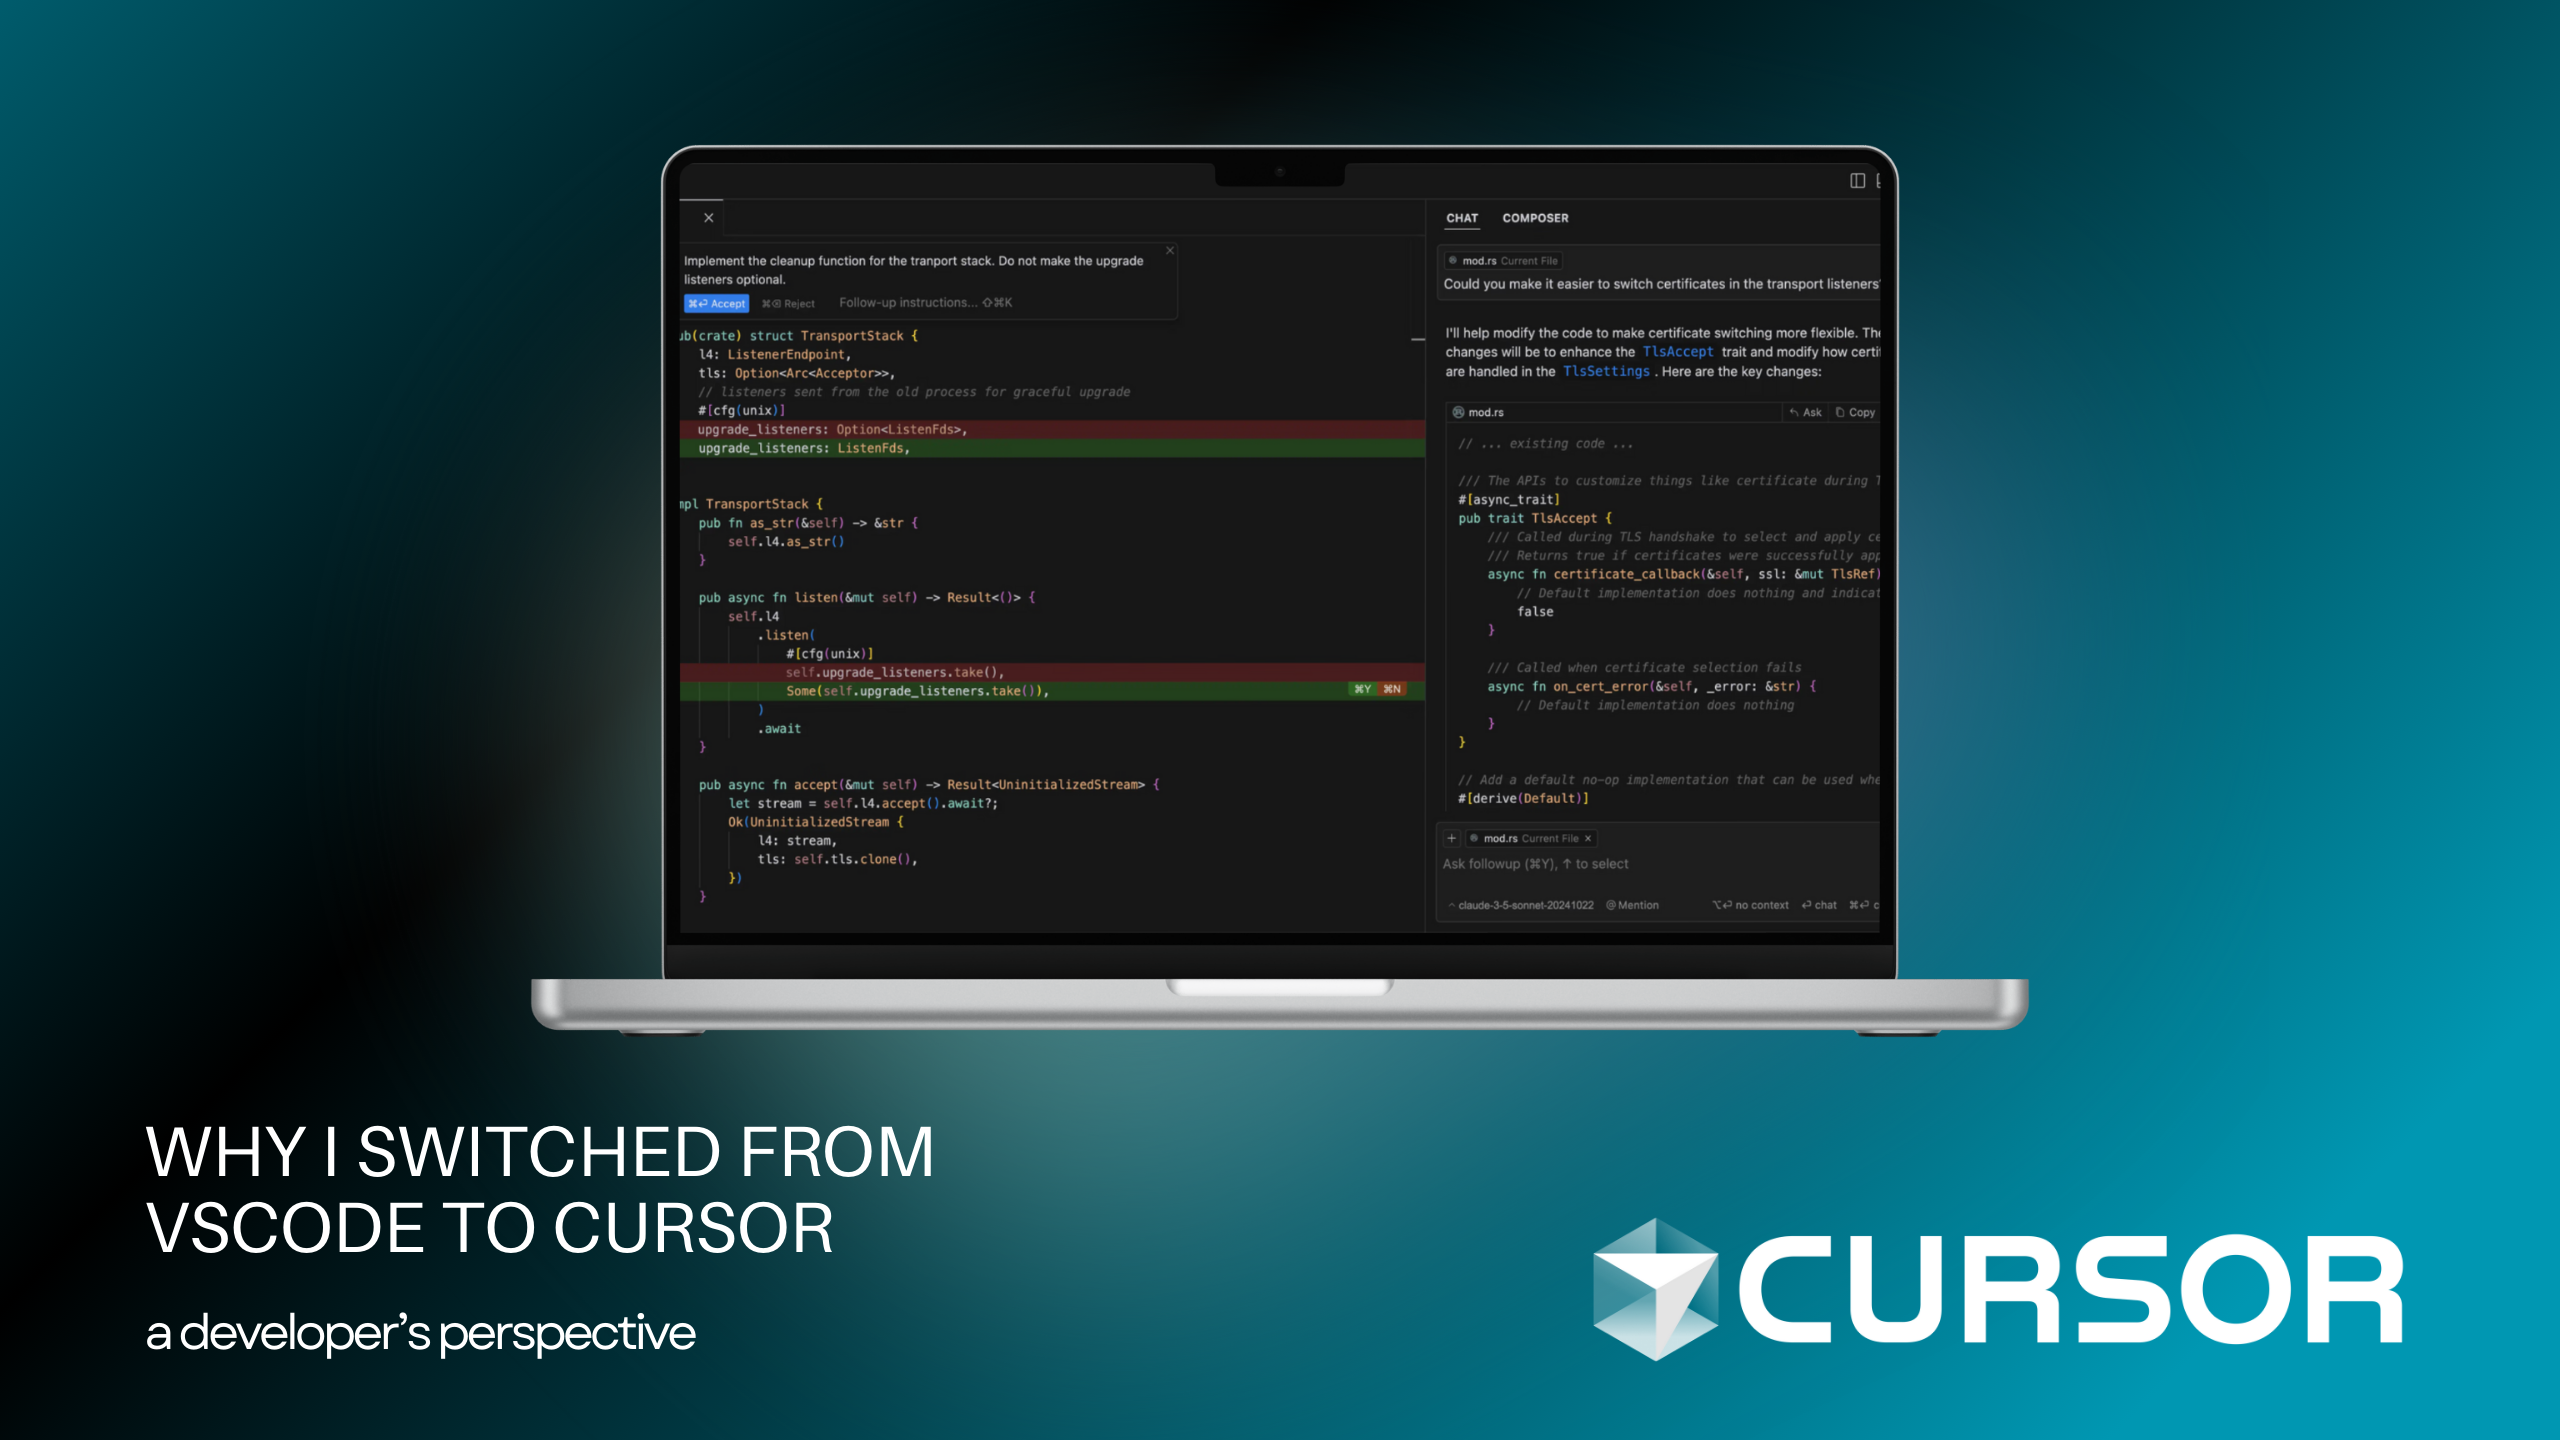 Implement the cleanup function for the tranport stack. Do not make the upgrade
listeners optional.
⌘⏎ Accept ⌘⌫ Reject Follow-up instructions... ⇧⌘K
ub(crate) struct TransportStack {
l4: ListenerEndpoint,
tls: Option<Arc<Acceptor>>,
// listeners sent from the old process for graceful upgrade
#[cfg(unix)]
upgrade_listeners: Option<ListenFds>,
upgrade_listeners: ListenFds,
mpl TransportStack {
pub fn as_str(&self) -> &str {
self.l4.as_str()
}
pub async fn listen(&mut self) -> Result<()> {
self.l4
.listen(
#[cfg(unix)]
self.upgrade_listeners.take(),
Some(self.upgrade_listeners.take()), ⌘Y ⌘N
)
.await
}
pub async fn accept(&mut self) -> Result<UninitializedStream> {
let stream = self.l4.accept().await?;
Ok(UninitializedStream {
l4: stream,
tls: self.tls.clone(),
})
}
CHAT COMPOSER
mod.rs Current File
Could you make it easier to switch certificates in the transport listeners
I'll help modify the code to make certificate switching more flexible. The
changes will be to enhance the TlsAccept trait and modify how certi
are handled in the TlsSettings . Here are the key changes:
mod.rs Ask Copy
// ... existing code ...
/// The APIs to customize things like certificate during T
#[async_trait]
pub trait TlsAccept {
/// Called during TLS handshake to select and apply ce
/// Returns true if certificates were successfully app
async fn certificate_callback(&self, ssl: &mut TlsRef)
// Default implementation does nothing and indicat
false
}
/// Called when certificate selection fails
async fn on_cert_error(&self, _error: &str) {
// Default implementation does nothing
}
}
// Add a default no-op implementation that can be used whe
#[derive(Default)]
+ mod.rs Current File ×
Ask followup (⌘Y), ↑ to select
^ claude-3-5-sonnet-20241022 @ Mention ⌥⏎ no context ⏎ chat ⌘⏎ c
WHY I SWITCHED FROM
VSCODE TO CURSOR
a developer’s perspective
CURSOR